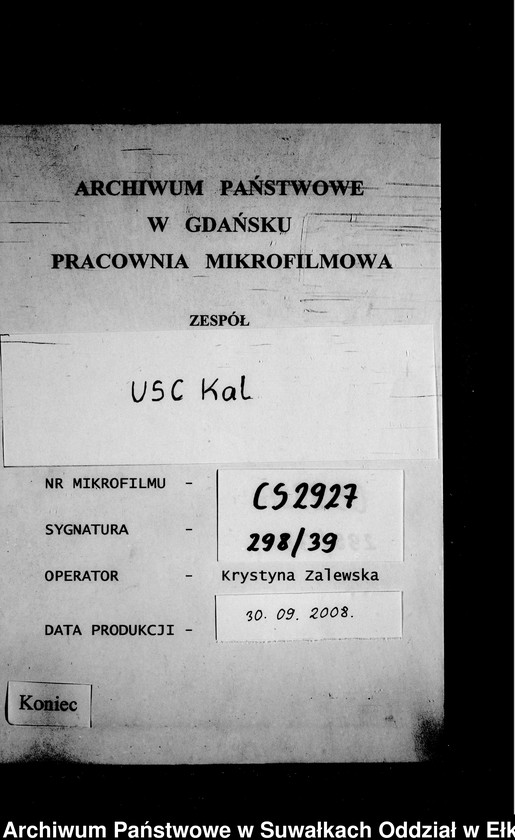 ARCHIWUM PAŃSTWOWE
W GDAŃSKU
PRACOWNIA MIKROFILMOWA
ZESPÓŁ
USC Kal
NR MIKROFILMU - CS2927
SYGNATURA - 298/39
OPERATOR - Krystyna Zalewska
DATA PRODUKCJI - 30.09.2008.
Koniec
Archiwum Państwowe w Suwałkach Oddział w Ełk